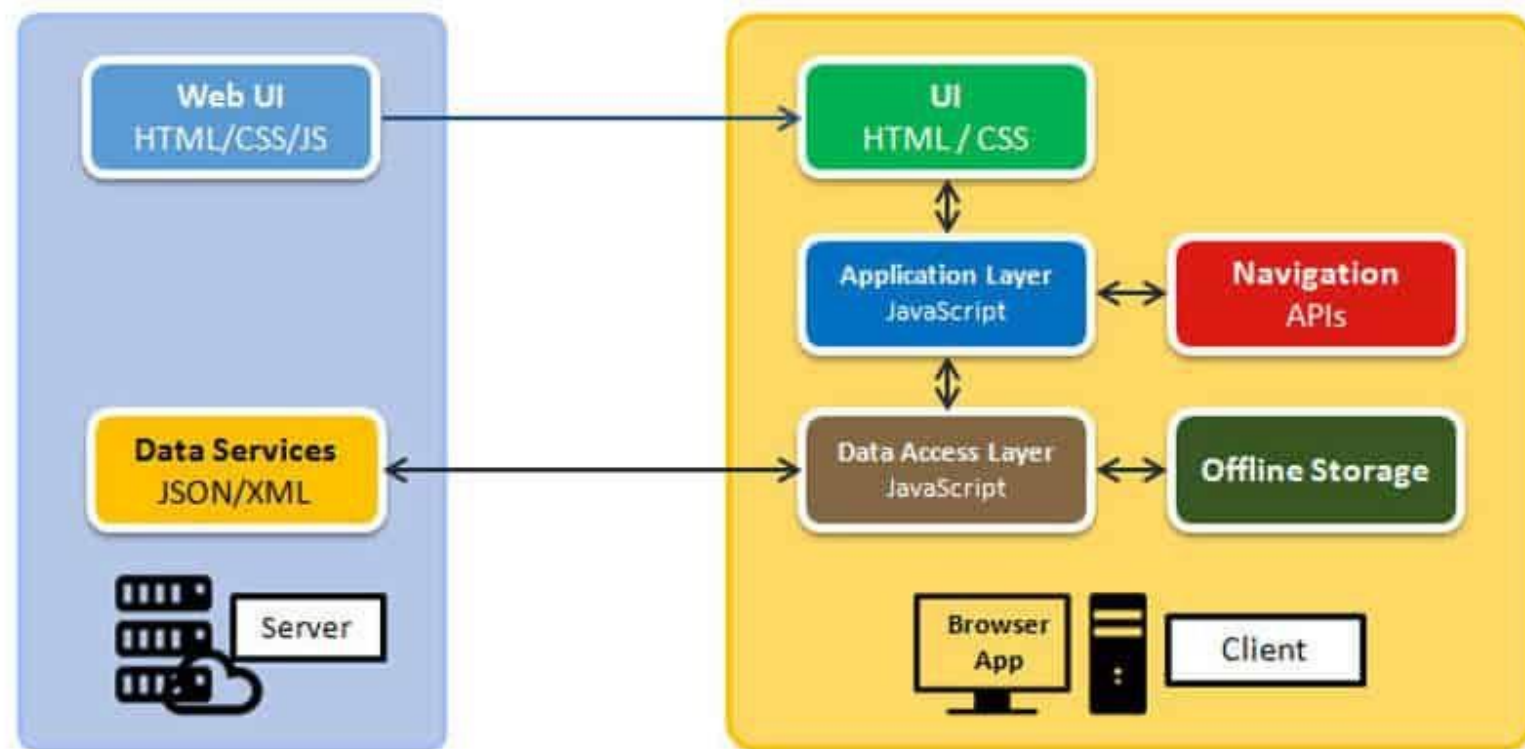 Web UI
HTML/CSS/JS
UI
HTML / CSS
Application Layer
JavaScript
Navigation
APIs
Data Services
JSON/XML
Data Access Layer
JavaScript
Offline Storage
Server
Browser
App
Client